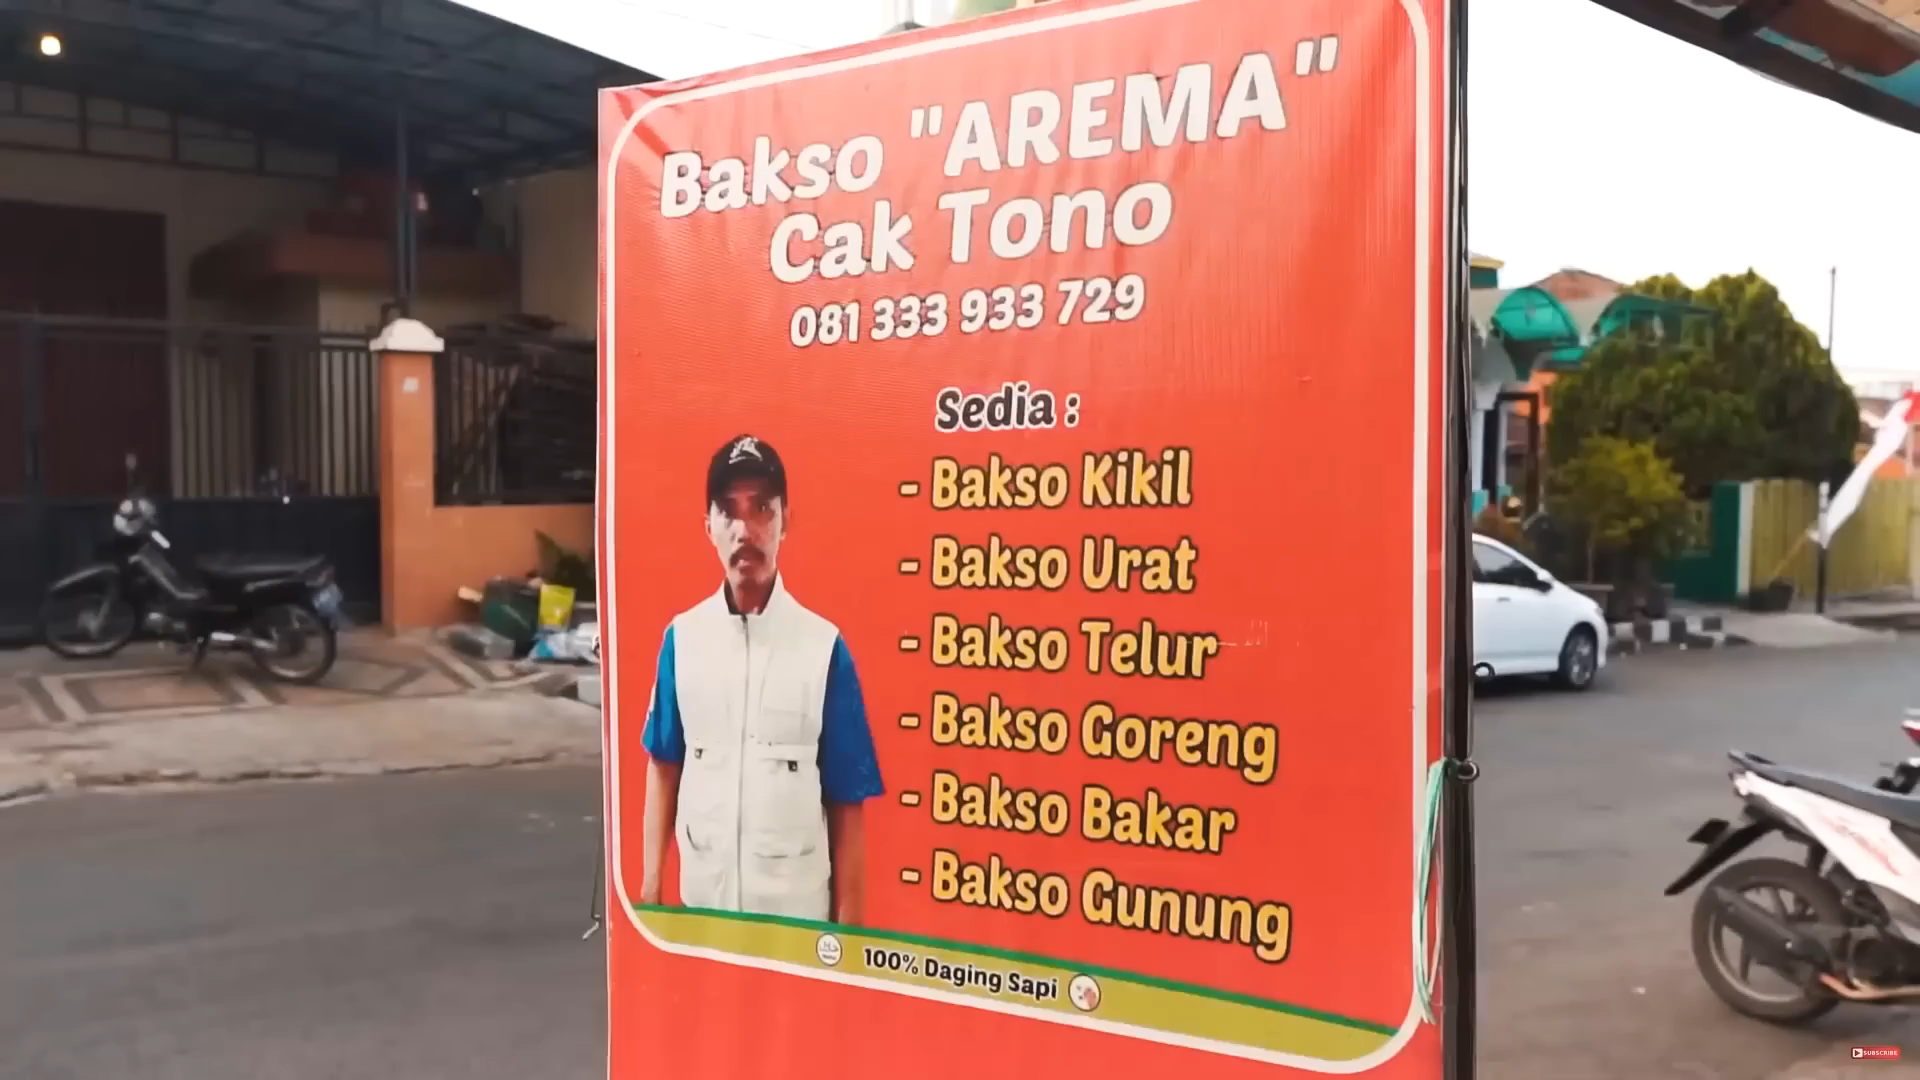 Bakso "AREMA"
Cak Tono
081 333 933 729
Sedia :
- Bakso Kikil
- Bakso Urat
- Bakso Telur
- Bakso Goreng
- Bakso Bakar
- Bakso Gunung
100% Daging Sapi
SUBSCRIBE